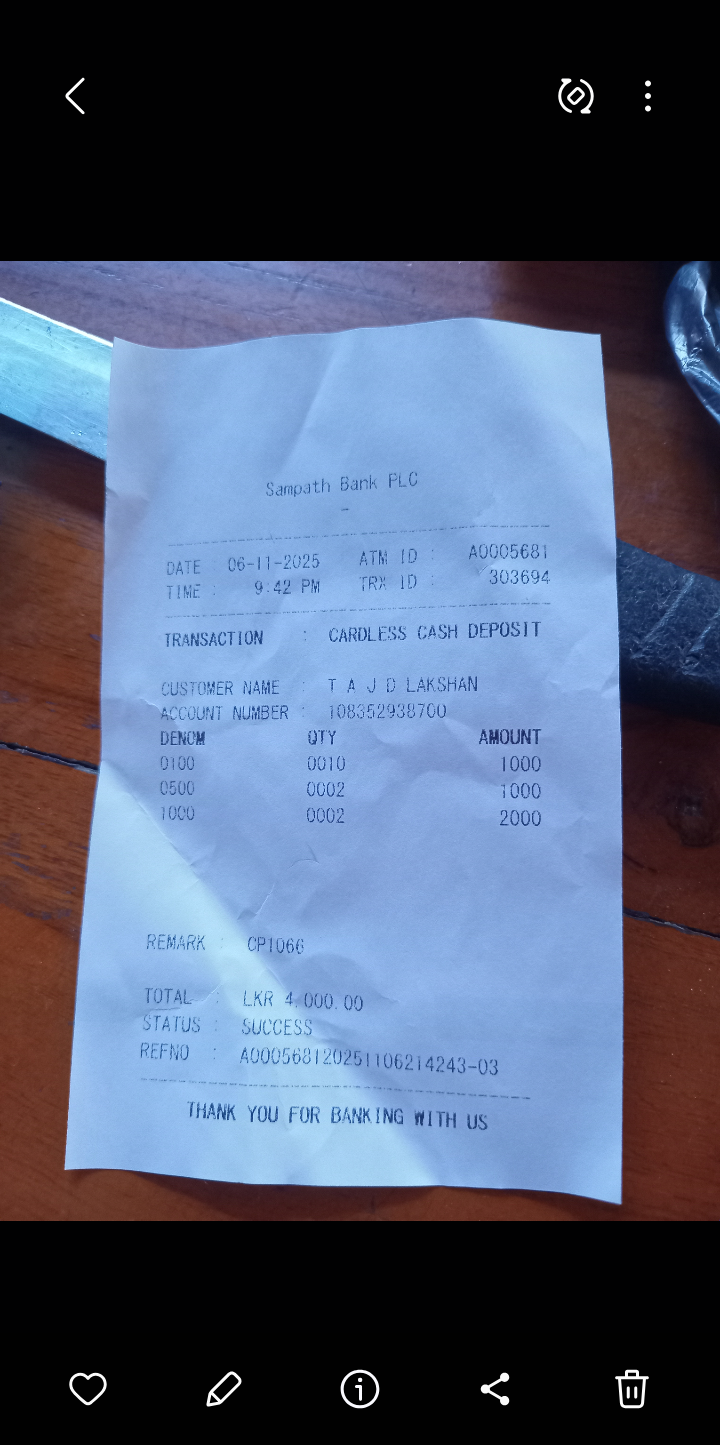 Sampath Bank PLC
-
DATE 06-11-2025 ATM ID : A0005681
TIME : 9:42 PM TRX ID : 303694
TRANSACTION : CARDLESS CASH DEPOSIT
CUSTOMER NAME : T A J D LAKSHAN
ACCOUNT NUMBER : 108352938700
DENOM QTY AMOUNT
0100 0010 1000
0500 0002 1000
1000 0002 2000
REMARK : CP1066
TOTAL : LKR 4,000.00
STATUS : SUCCESS
REFNO : A000568120251106214243-03
THANK YOU FOR BANKING WITH US